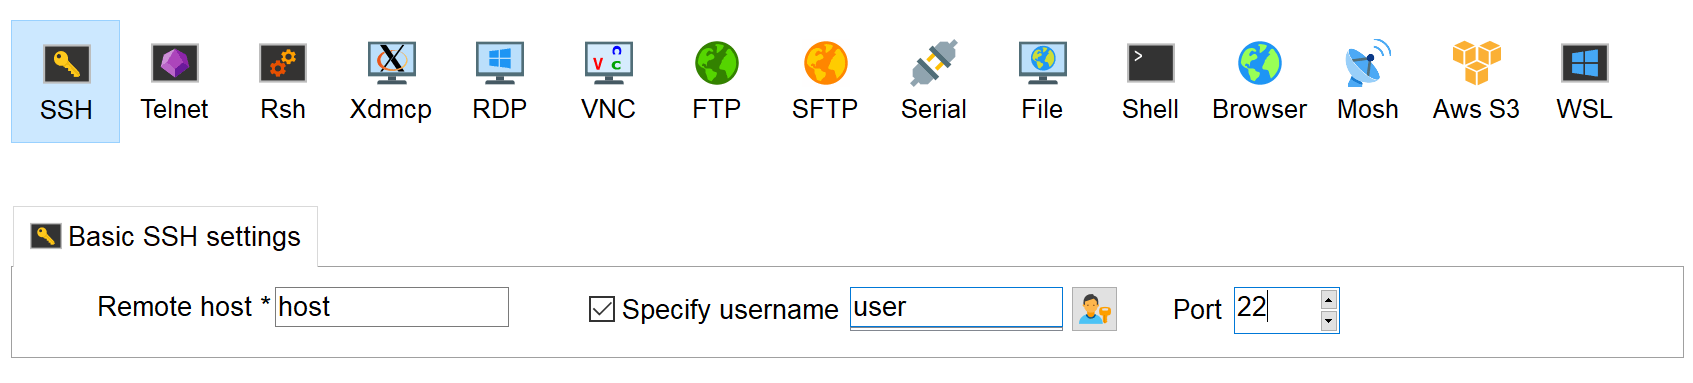 SSH Telnet Rsh Xdmcp RDP VNC FTP SFTP Serial File Shell Browser Mosh Aws S3 WSL
Basic SSH settings
Remote host * host Specify username user Port 22